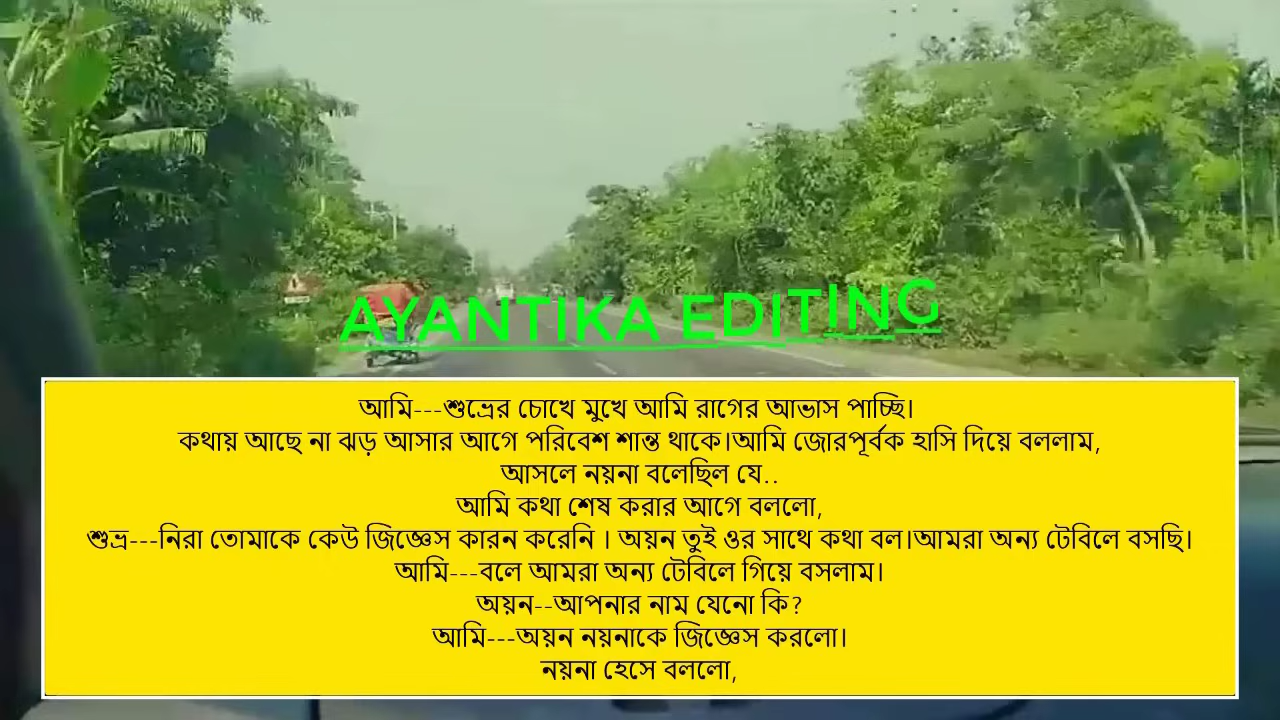 AYANTIKA EDITING
আমি---শুভ্রের চোখে মুখে আমি রাগের আভাস পাচ্ছি।
কথায় আছে না ঝড় আসার আগে পরিবেশ শান্ত থাকে।আমি জোরপূর্বক হাসি দিয়ে বললাম,
আসলে নয়না বলেছিল যে..
আমি কথা শেষ করার আগে বললো,
শুভ্র---নিরা তোমাকে কেউ জিজ্ঞেস কারন করেনি । অয়ন তুই ওর সাথে কথা বল।আমরা অন্য টেবিলে বসছি।
আমি---বলে আমরা অন্য টেবিলে গিয়ে বসলাম।
অয়ন--আপনার নাম যেনো কি?
আমি---অয়ন নয়নাকে জিজ্ঞেস করলো।
নয়না হেসে বললো,